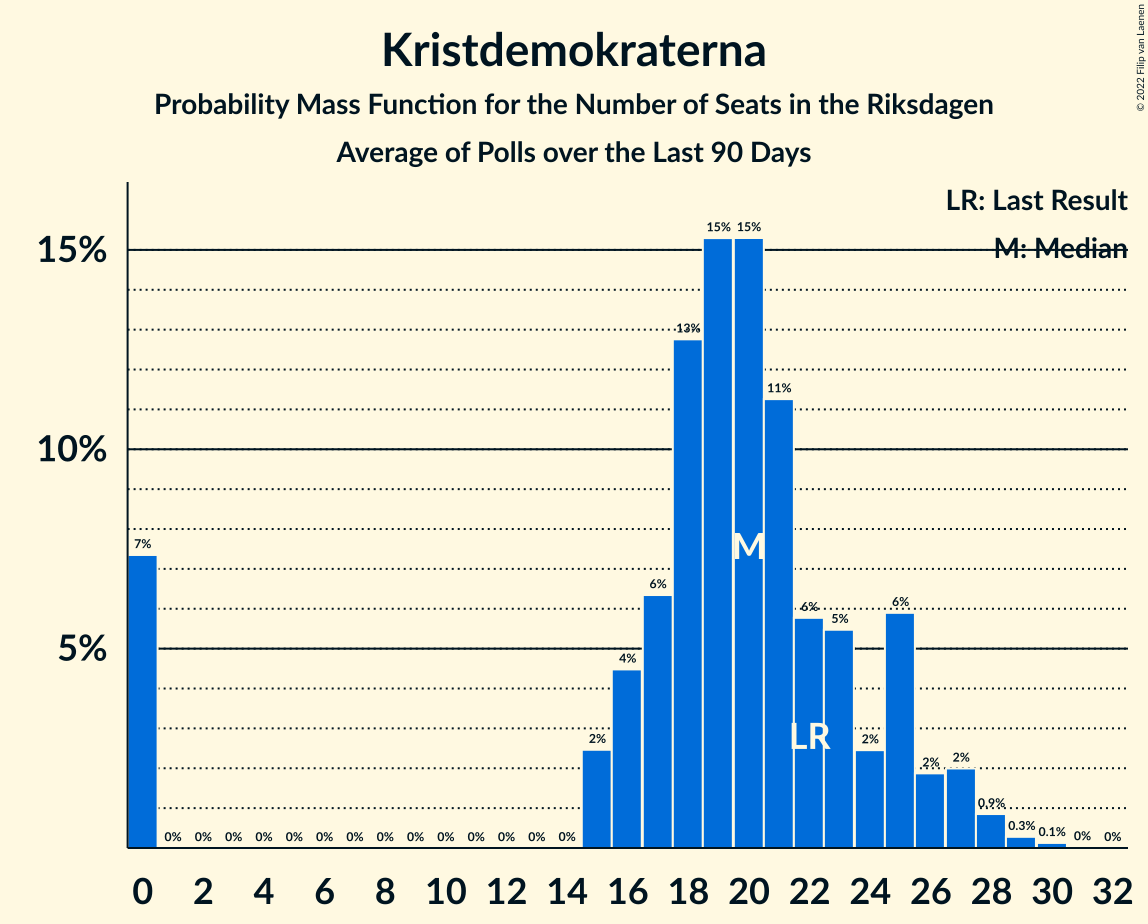 Kristdemokraterna
Probability Mass Function for the Number of Seats in the Riksdagen
Average of Polls over the Last 90 Days
© 2022 Filip van Laenen
LR: Last Result
M: Median
15%
10%
5%
7% 0% 0% 0% 0% 0% 0% 0% 0% 0% 0% 0% 0% 0% 0% 2% 4% 6% 13% 15% 15% 11% 6% 5% 2% 6% 2% 2% 0.9% 0.3% 0.1% 0% 0%
M
LR
0 2 4 6 8 10 12 14 16 18 20 22 24 26 28 30 32